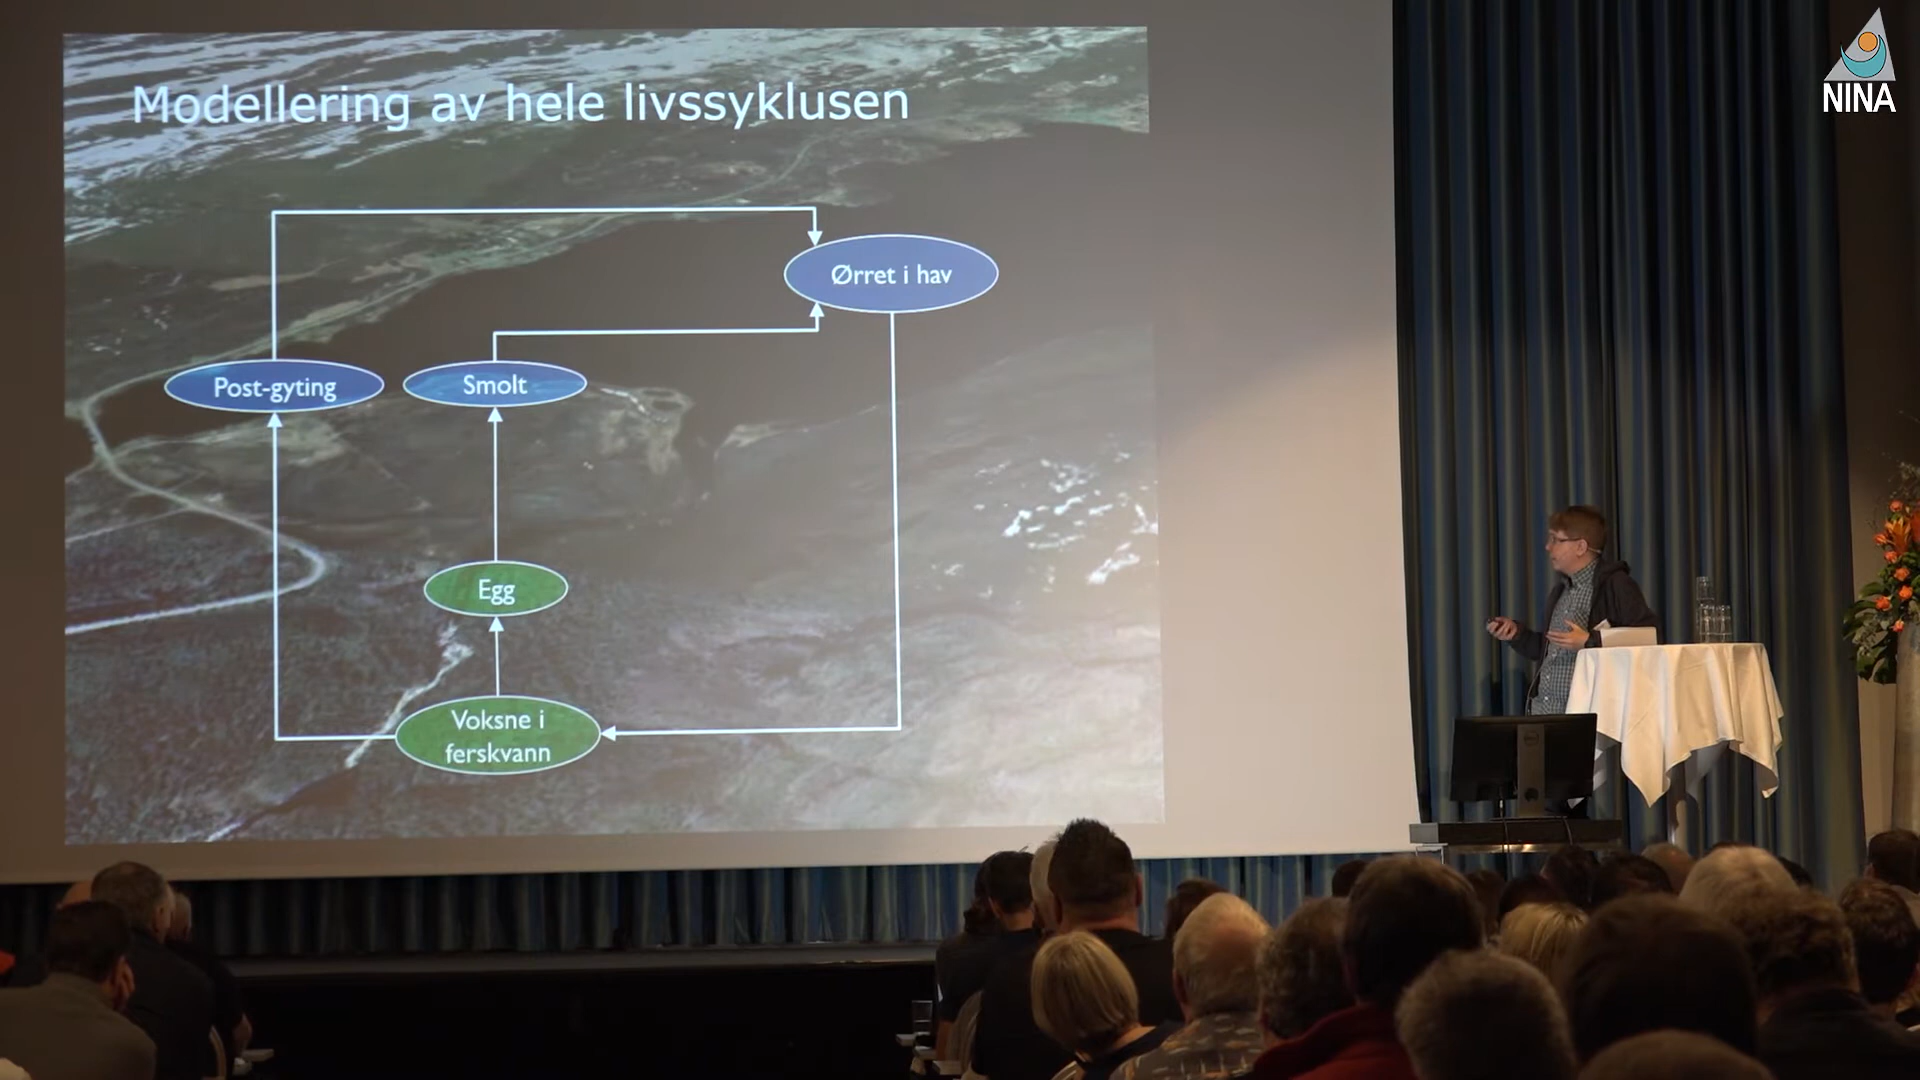 NINA
Modellering av hele livssyklusen
Ørret i hav
Post-gyting
Smolt
Egg
Voksne i
ferskvann